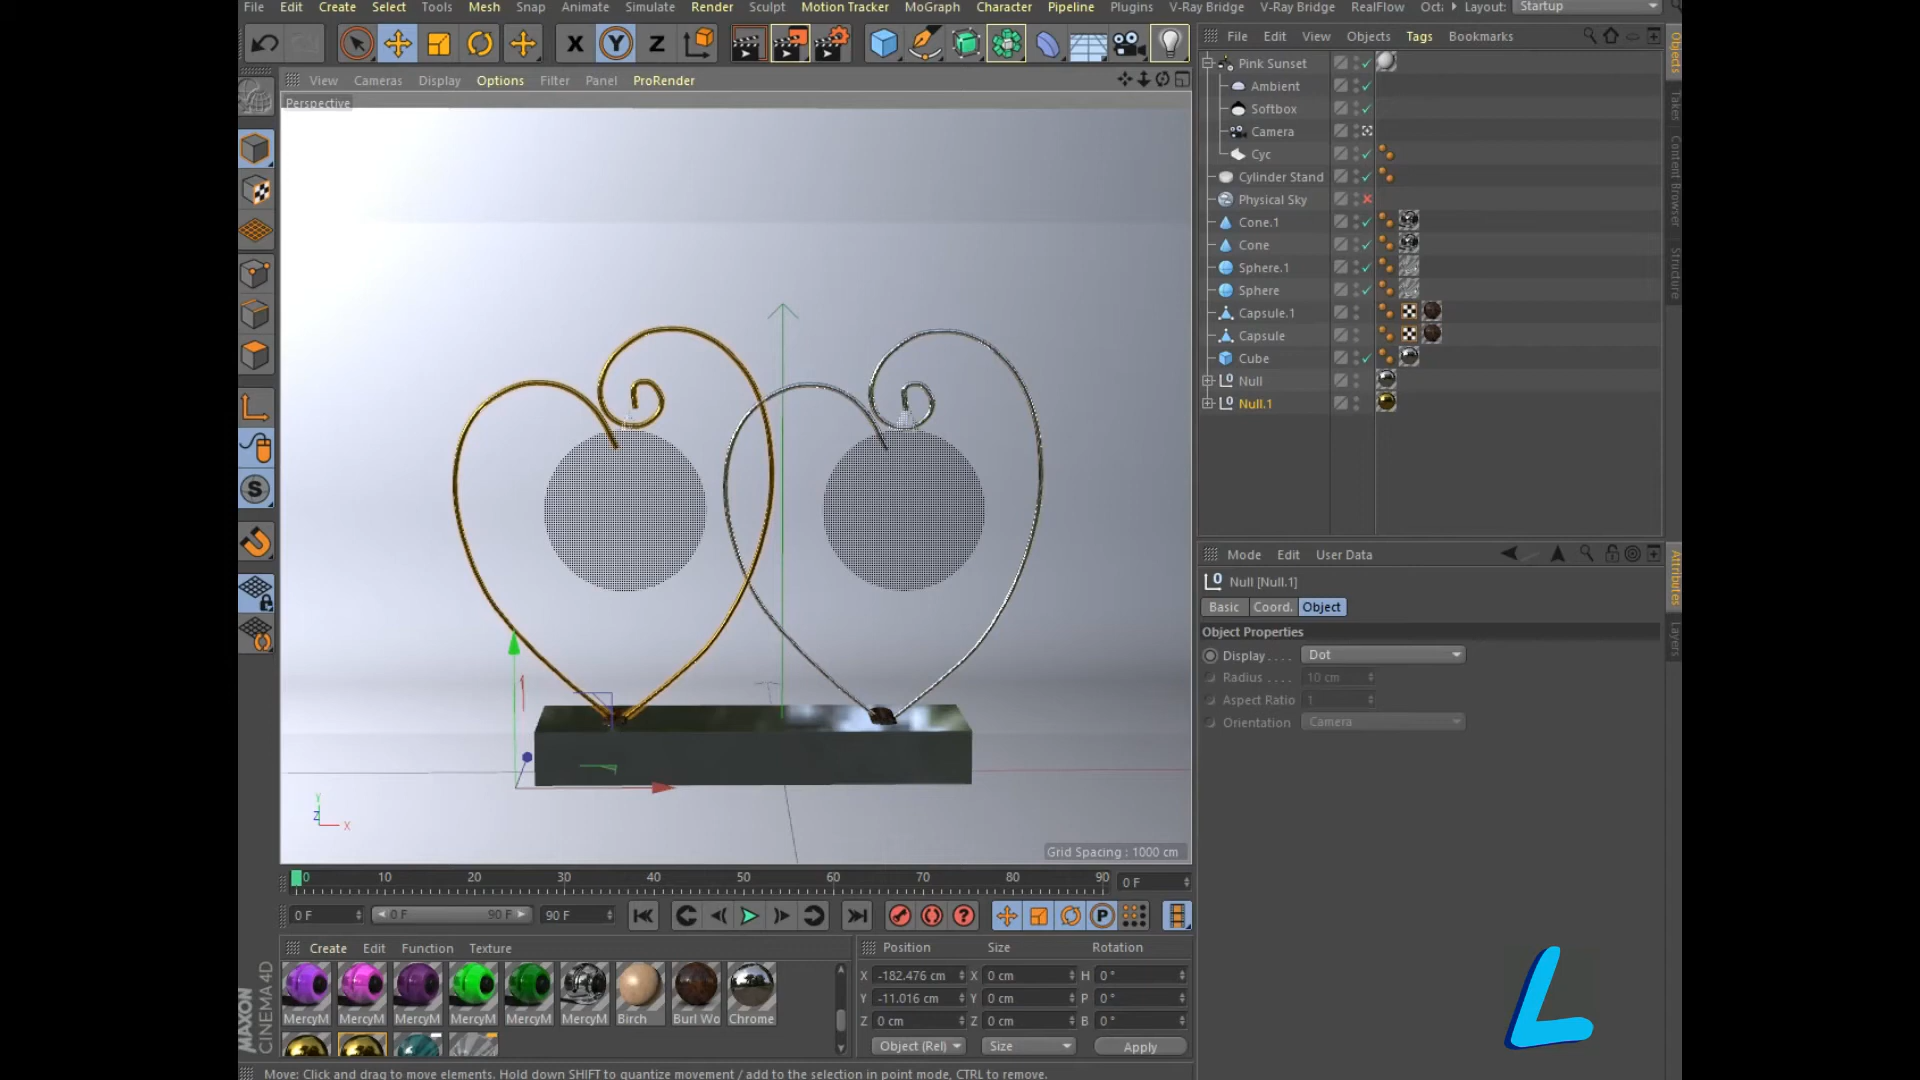 File Edit Create Select Tools Mesh Snap Animate Simulate Render Sculpt Motion Tracker MoGraph Character Pipeline Plugins V-Ray Bridge V-Ray Bridge RealFlow Layout: Startup
X Y Z
File Edit View Objects Tags Bookmarks
View Cameras Display Options Filter Panel ProRender
Perspective
Pink Sunset
Ambient
Softbox
Camera
Cyc
Cylinder Stand
Physical Sky
Cone.1
Cone
Sphere.1
Sphere
Capsule.1
Capsule
Cube
Null
Null.1
Objects
Takes
Content Browser
Structure
Mode Edit User Data
Null [Null.1]
Basic Coord. Object
Object Properties
Display.... Dot
Radius.... 10 cm
Aspect Ratio 1
Orientation Camera
Attributes
Layers
Y
Z
X
Grid Spacing : 1000 cm
0 10 20 30 40 50 60 70 80 90 0 F
0 F 0 F 90 F 90 F
Create Edit Function Texture
MercyM MercyM MercyM MercyM MercyM MercyM Birch Burl Wo Chrome
Position Size Rotation
X -182.476 cm X 0 cm H 0 °
Y -11.016 cm Y 0 cm P 0 °
Z 0 cm Z 0 cm B 0 °
Object (Rel) Size Apply
MAXON
CINEMA 4D
Move: Click and drag to move elements. Hold down SHIFT to quantize movement / add to the selection in point mode, CTRL to remove.
L